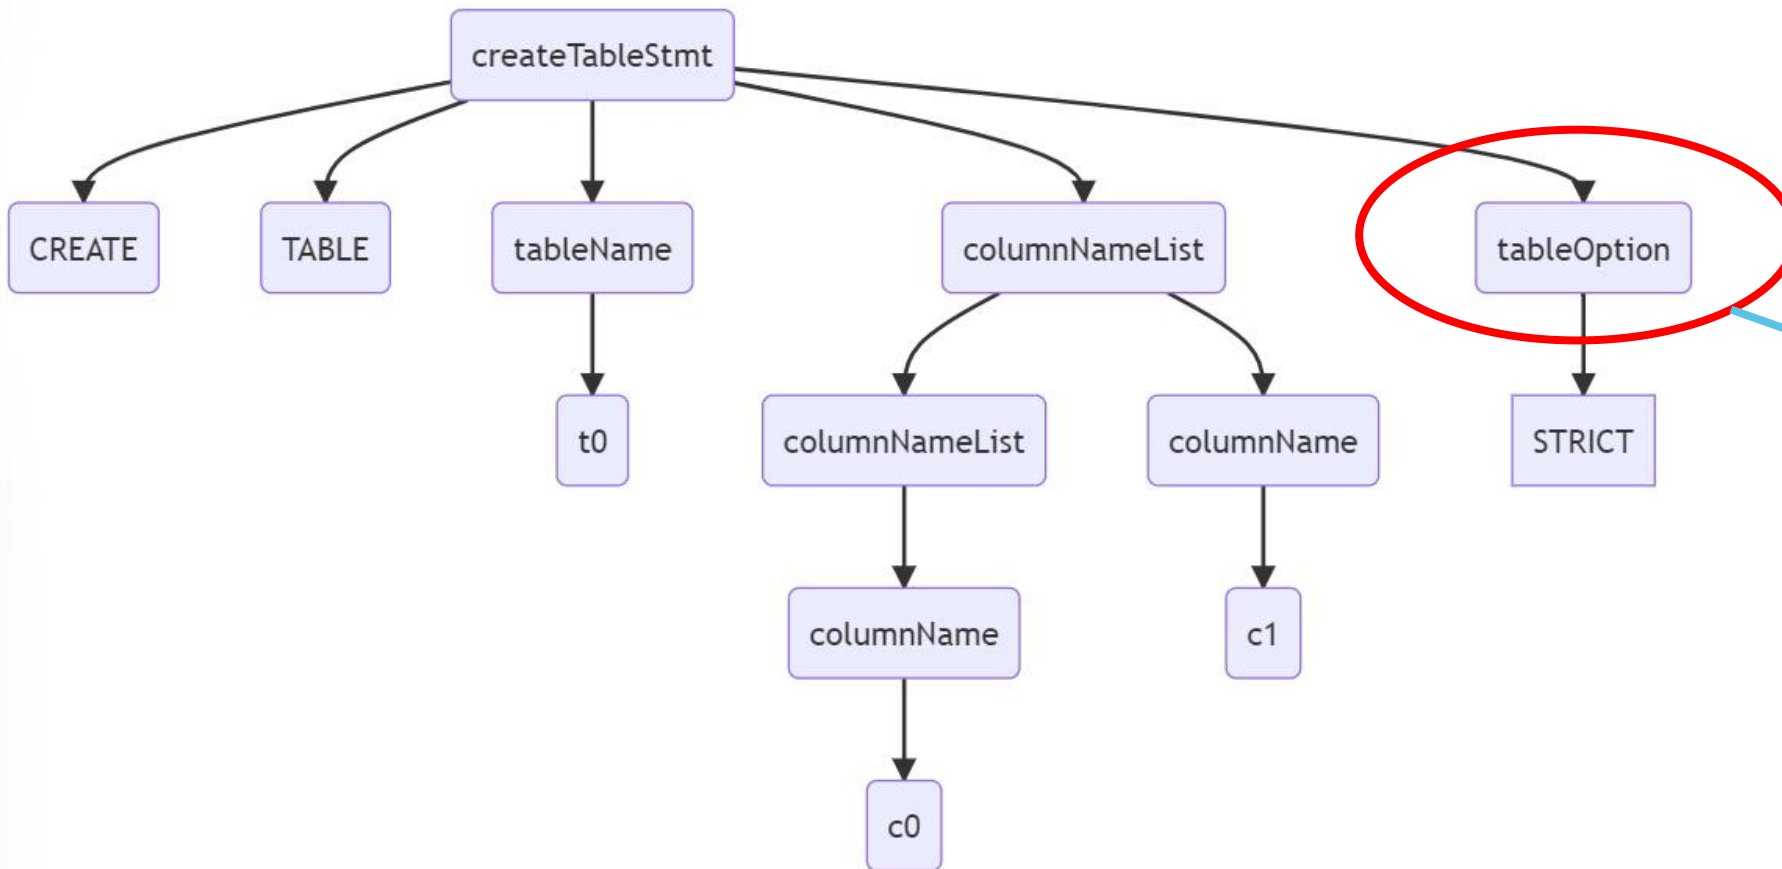 createTableStmt
CREATE
TABLE
tableName
columnNameList
tableOption
t0
columnNameList
columnName
STRICT
columnName
c1
c0